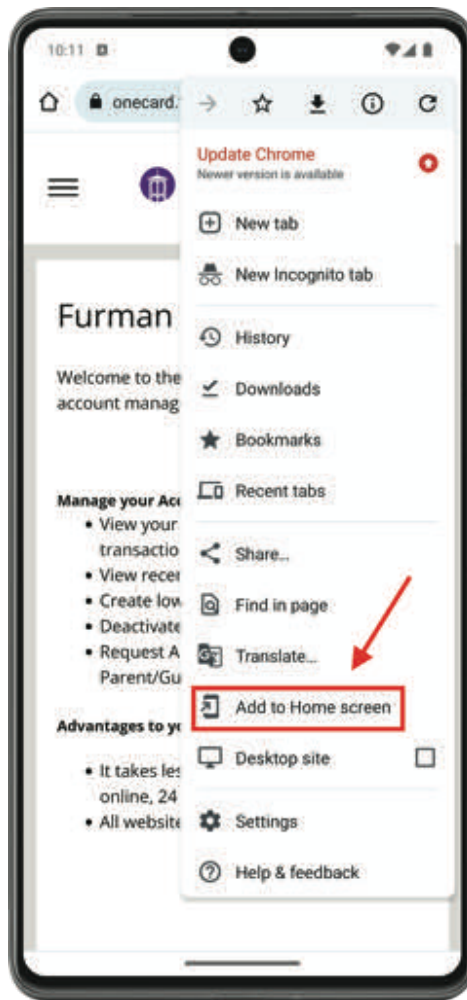 10:11
onecard.
Update Chrome
Newer version is available
New tab
New Incognito tab
Furman
History
Welcome to the
account manag
Downloads
Bookmarks
Recent tabs
Manage your Acc
View your
transactio
Share...
View recen
Create low
Find in page
Deactivate
Request A
Translate...
Parent/Gu
Add to Home screen
Advantages to yo
Desktop site
It takes les
online, 24
All website
Settings
Help & feedback